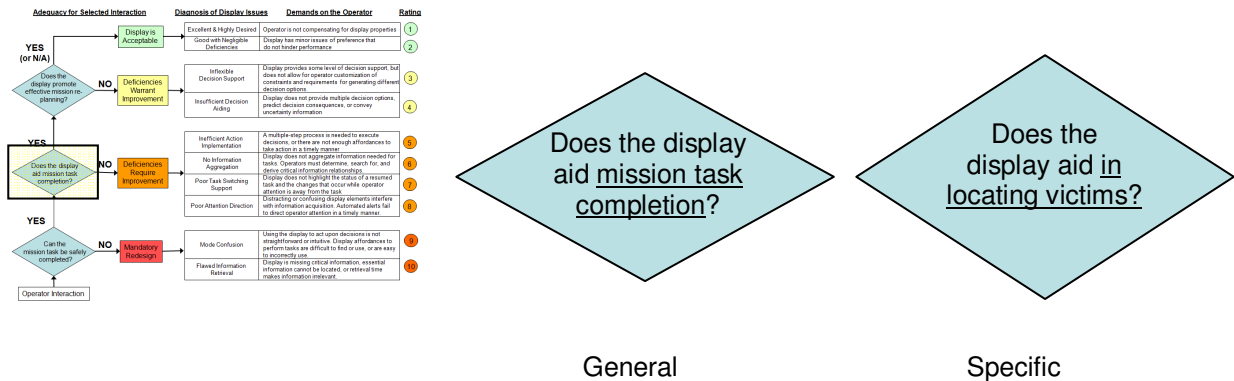 Adequacy for Selected Interaction
Diagnosis of Display Issues
Demands on the Operator
Rating
YES
(or N/A)
Display is
Acceptable
Excellent & Highly Desired
Operator is not compensating for display properties
1
Good with Negligible
Deficiencies
Display has minor issues of preference that
do not hinder performance
2
Does the
display promote
effective mission re-
planning?
NO
Deficiencies
Warrant
Improvement
Inflexible
Decision Support
Display provides some level of decision support, but
does not allow for operator customization of
constraints and requirements for generating different
decision options
3
Insufficient Decision
Aiding
Display does not provide multiple decision options,
predict decision consequences, or convey
uncertainty information
4
YES
Does the display
aid mission task
completion?
NO
Deficiencies
Require
Improvement
Inefficient Action
Implementation
A multiple-step process is needed to execute
decisions, or there are not enough affordances to
take action in a timely manner
5
No Information
Aggregation
Display does not aggregate information needed for
tasks. Operators must determine, search for, and
derive critical information relationships.
6
Poor Task Switching
Support
Display does not highlight the status of a resumed
task and the changes that occur while operator
attention is away from the task
7
Poor Attention Direction
Distracting or confusing display elements interfere
with information acquisition. Automated alerts fail
to direct operator attention in a timely manner.
8
YES
Can the
mission task be safely
completed?
NO
Mandatory
Redesign
Mode Confusion
Using the display to act upon decisions is not
straightforward or intuitive. Display affordances to
perform tasks are difficult to find or use, or are easy
to incorrectly use.
9
Flawed Information
Retrieval
Display is missing critical information, essential
information cannot be located, or retrieval time
makes information irrelevant.
10
Operator Interaction
Does the display
aid mission task
completion?
General
Does the
display aid in
locating victims?
Specific